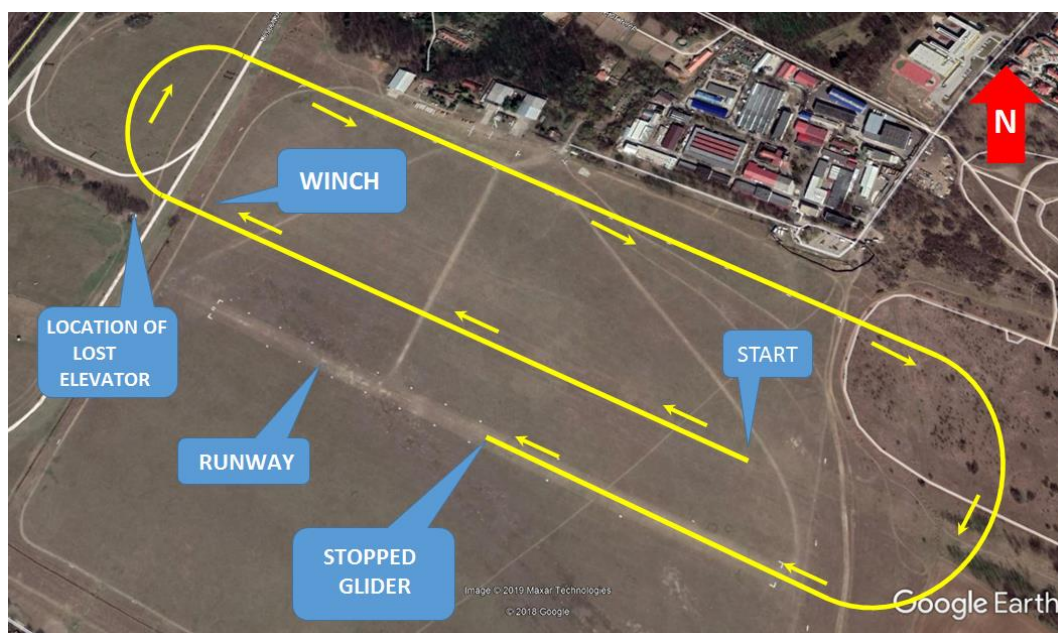 N
WINCH
LOCATION OF
LOST
ELEVATOR
START
RUNWAY
STOPPED
GLIDER
Image © 2019 Maxar Technologies
© 2018 Google
Google Earth